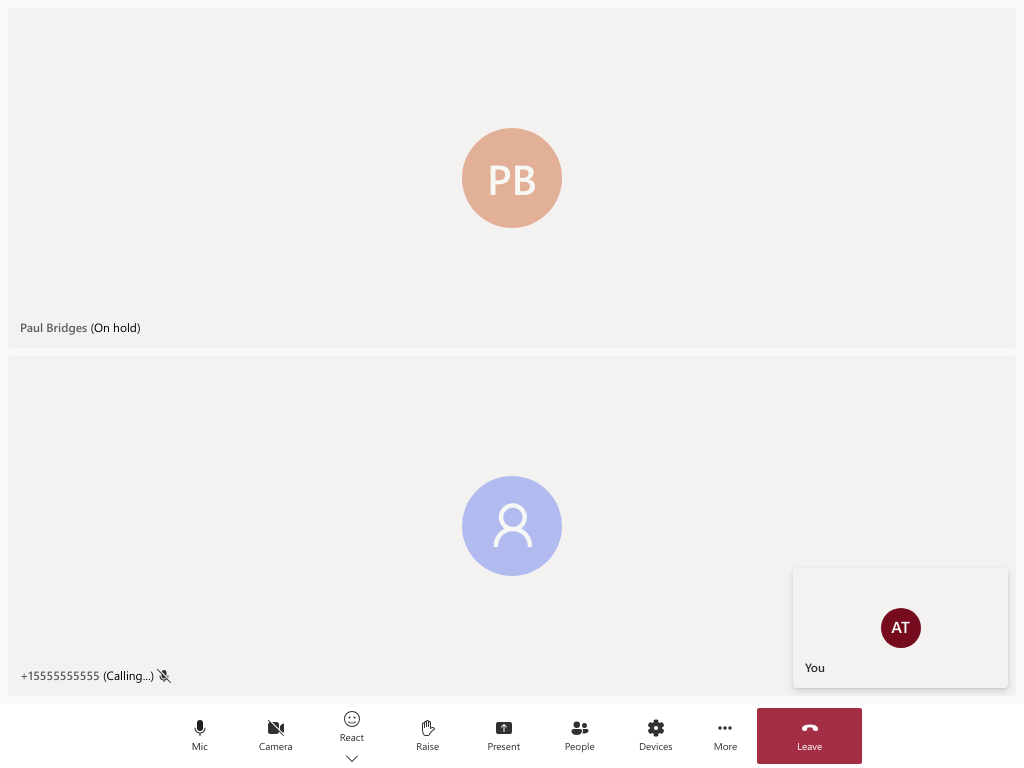 PB
Paul Bridges (On hold)
+15555555555 (Calling...)
AT
You
Mic
Camera
React
Raise
Present
People
Devices
More
Leave